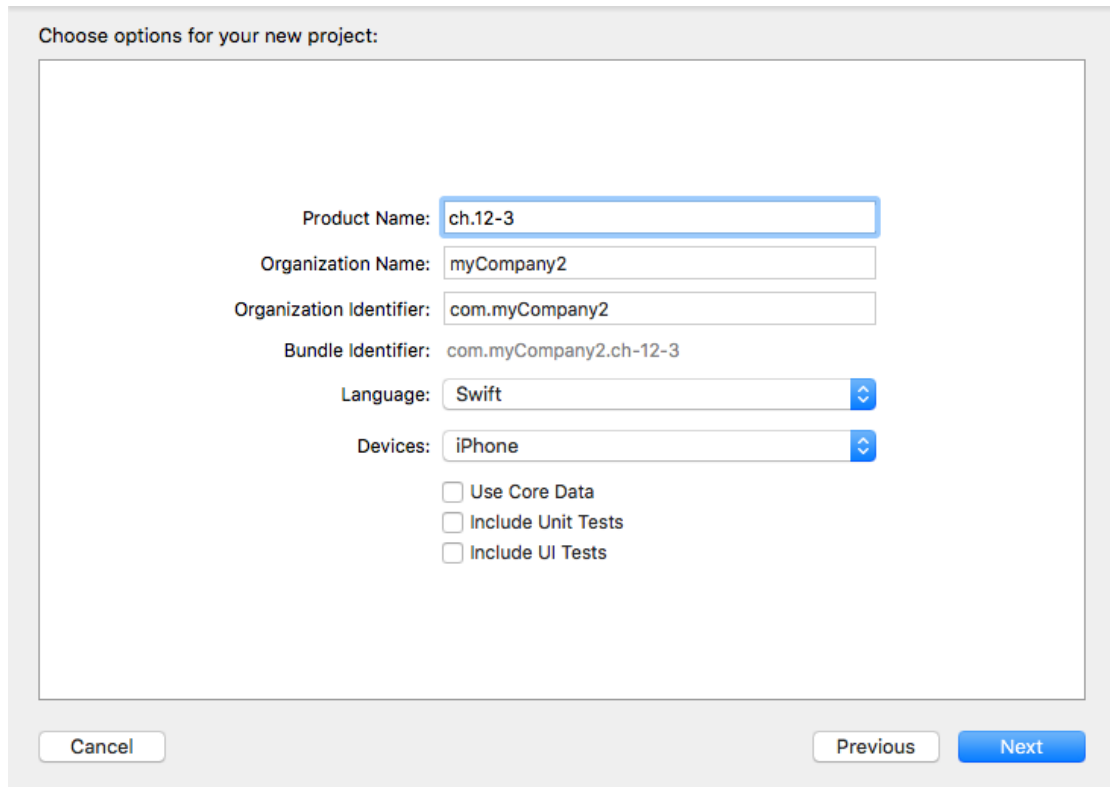 Choose options for your new project:
Product Name: ch.12-3
Organization Name: myCompany2
Organization Identifier: com.myCompany2
Bundle Identifier: com.myCompany2.ch-12-3
Language: Swift
Devices: iPhone
Use Core Data
Include Unit Tests
Include UI Tests
Cancel Previous Next